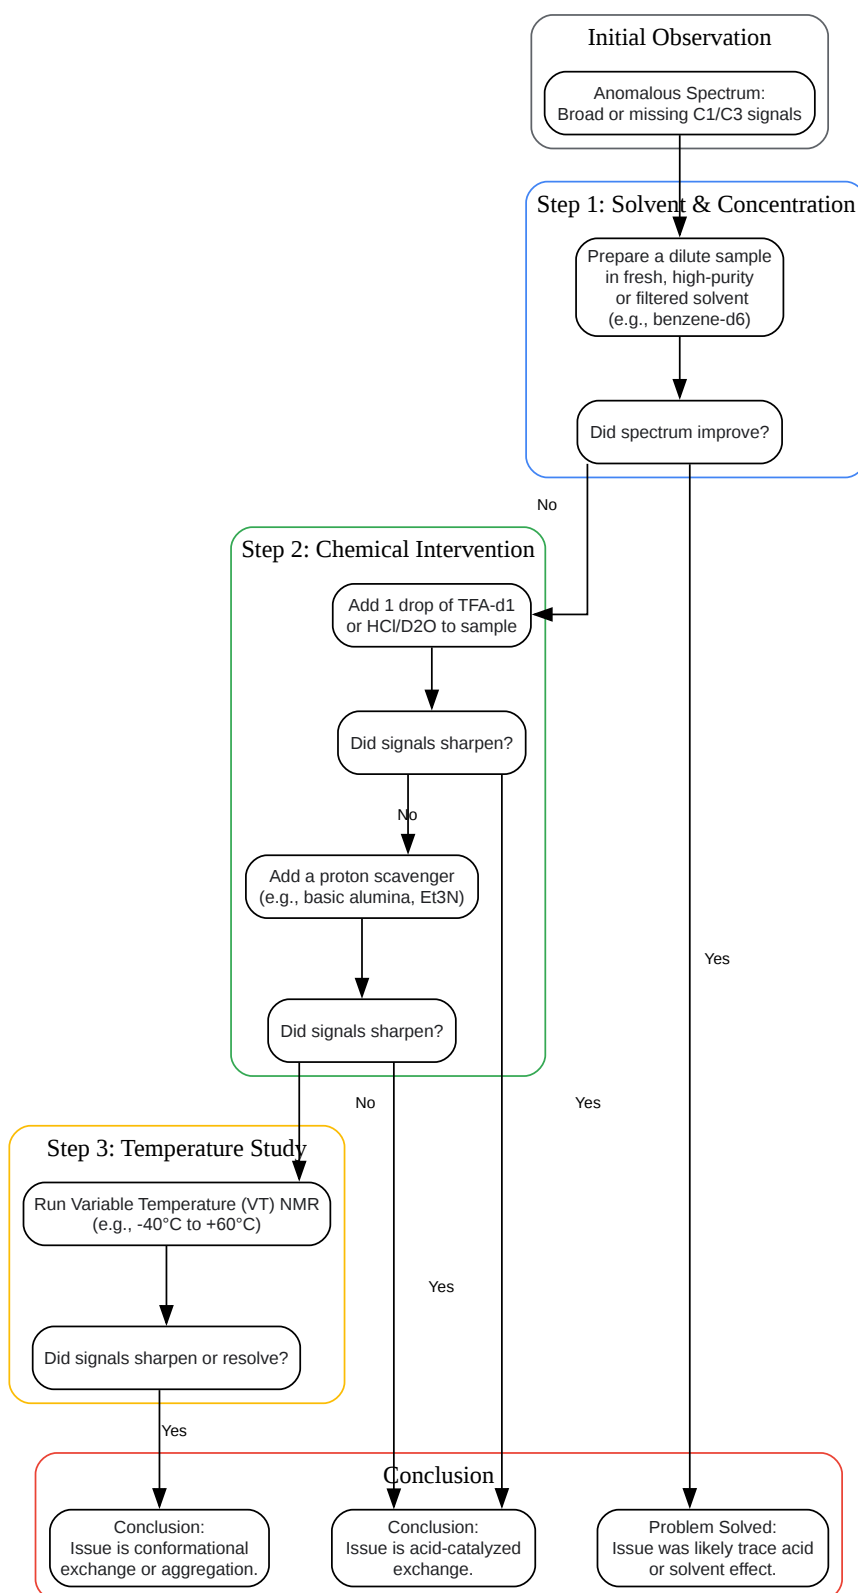 Initial Observation
Anomalous Spectrum:
Broad or missing C1/C3 signals
Step 1: Solvent & Concentration
Prepare a dilute sample
in fresh, high-purity
or filtered solvent
(e.g., benzene-d6)
Did spectrum improve?
No
Step 2: Chemical Intervention
Add 1 drop of TFA-d1
or HCl/D2O to sample
Did signals sharpen?
No
Add a proton scavenger
(e.g., basic alumina, Et3N)
Yes
Did signals sharpen?
No
Yes
Step 3: Temperature Study
Run Variable Temperature (VT) NMR
(e.g., -40°C to +60°C)
Yes
Did signals sharpen or resolve?
Yes
Conclusion
Conclusion:
Issue is conformational
exchange or aggregation.
Conclusion:
Issue is acid-catalyzed
exchange.
Problem Solved:
Issue was likely trace acid
or solvent effect.